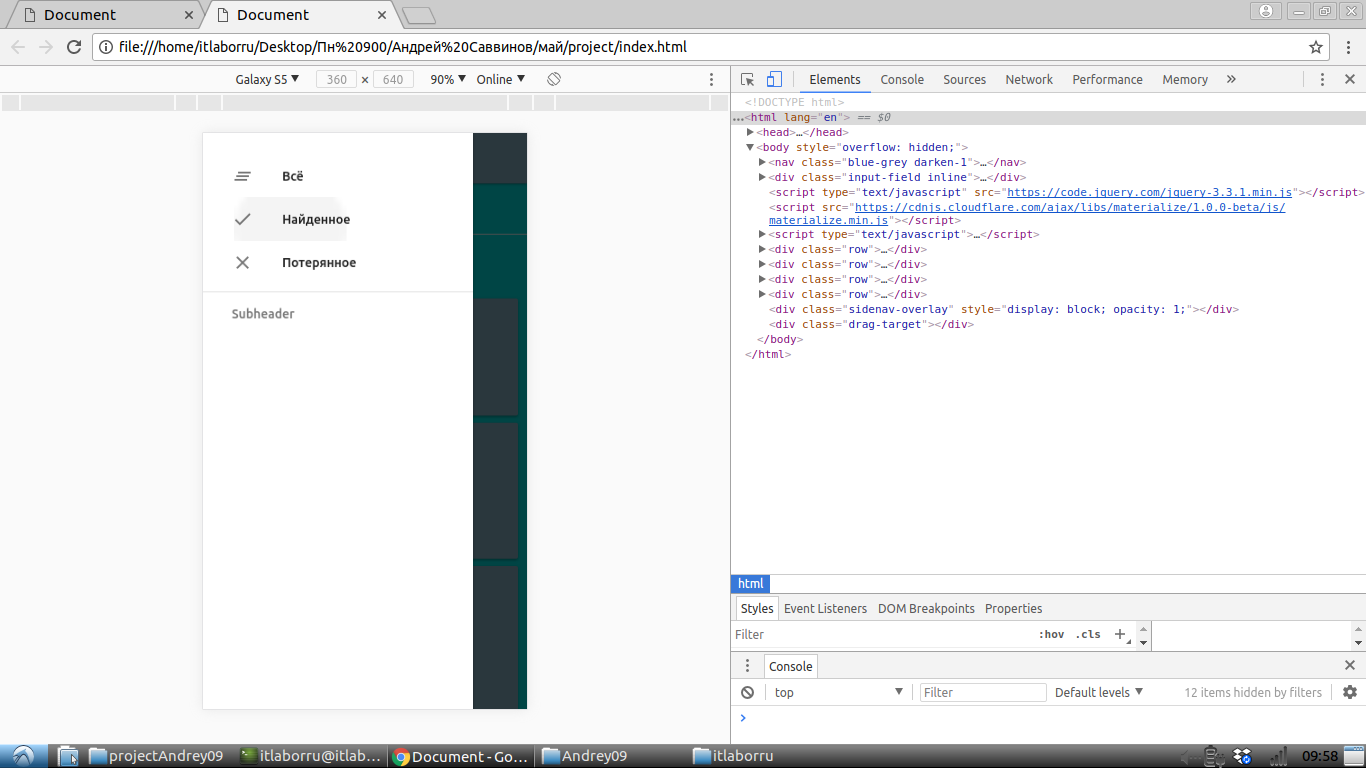 Document
Document
file:///home/itlaborru/Desktop/Пн%20900/Андрей%20Саввинов/май/project/index.html
Galaxy S5 ▼ 360 × 640 90% ▼ Online ▼
Всё
Найденное
Потерянное
Subheader
Elements Console Sources Network Performance Memory »
<!DOCTYPE html>
...<html lang="en"> == $0
▶<head>…</head>
▼<body style="overflow: hidden;">
▶<nav class="blue-grey darken-1">…</nav>
▶<div class="input-field inline">…</div>
<script type="text/javascript" src="https://code.jquery.com/jquery-3.3.1.min.js"></script>
<script src="https://cdnjs.cloudflare.com/ajax/libs/materialize/1.0.0-beta/js/
materialize.min.js"></script>
▶<script type="text/javascript">…</script>
▶<div class="row">…</div>
▶<div class="row">…</div>
▶<div class="row">…</div>
▶<div class="row">…</div>
<div class="sidenav-overlay" style="display: block; opacity: 1;"></div>
<div class="drag-target"></div>
</body>
</html>
html
Styles Event Listeners DOM Breakpoints Properties
Filter :hov .cls +
Console
top ▼ Filter Default levels ▼ 12 items hidden by filters
projectAndrey09 itlaborru@itlab... Document - Go... Andrey09 itlaborru 09:58